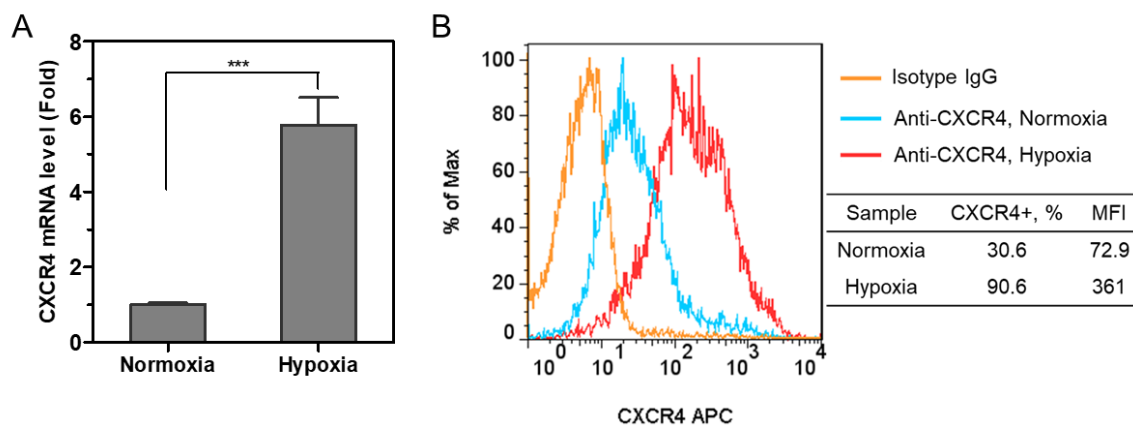 A
CXCR4 mRNA level (Fold)
8
6
4
2
0
***
Normoxia
Hypoxia
B
% of Max
100
80
60
40
20
0
10^0
10^1
10^2
10^3
10^4
CXCR4 APC
Isotype IgG
Anti-CXCR4, Normoxia
Anti-CXCR4, Hypoxia
Sample CXCR4+, % MFI
Normoxia 30.6 72.9
Hypoxia 90.6 361